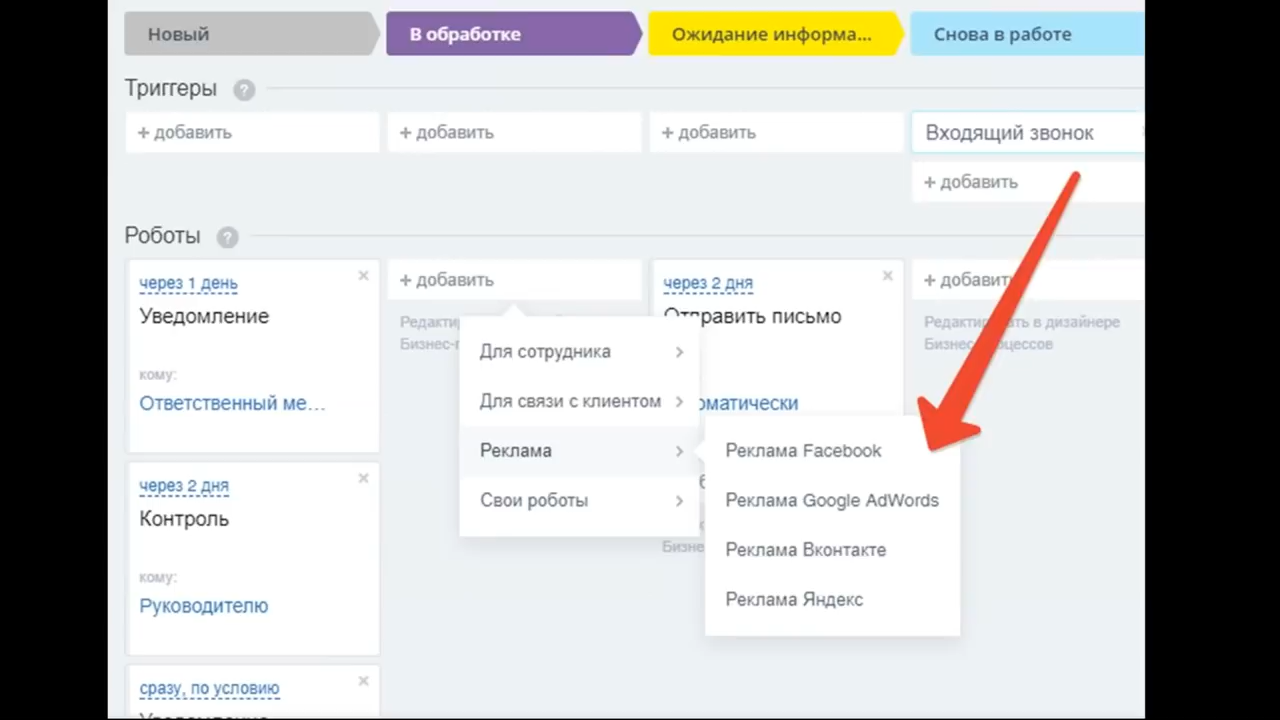 Новый
В обработке
Ожидание информа...
Снова в работе
Триггеры ?
+ добавить
+ добавить
+ добавить
Входящий звонок
+ добавить
Роботы ?
через 1 день
Уведомление
кому:
Ответственный ме...
+ добавить
через 2 дня
Отправить письмо
+ добавить
Редактировать в дизайнере
Бизнес-процессов
Для сотрудника
Для связи с клиентом
Реклама
Свои роботы
Реклама Facebook
Реклама Google AdWords
Реклама Вконтакте
Реклама Яндекс
через 2 дня
Контроль
кому:
Руководителю
сразу, по условию
Уведомление